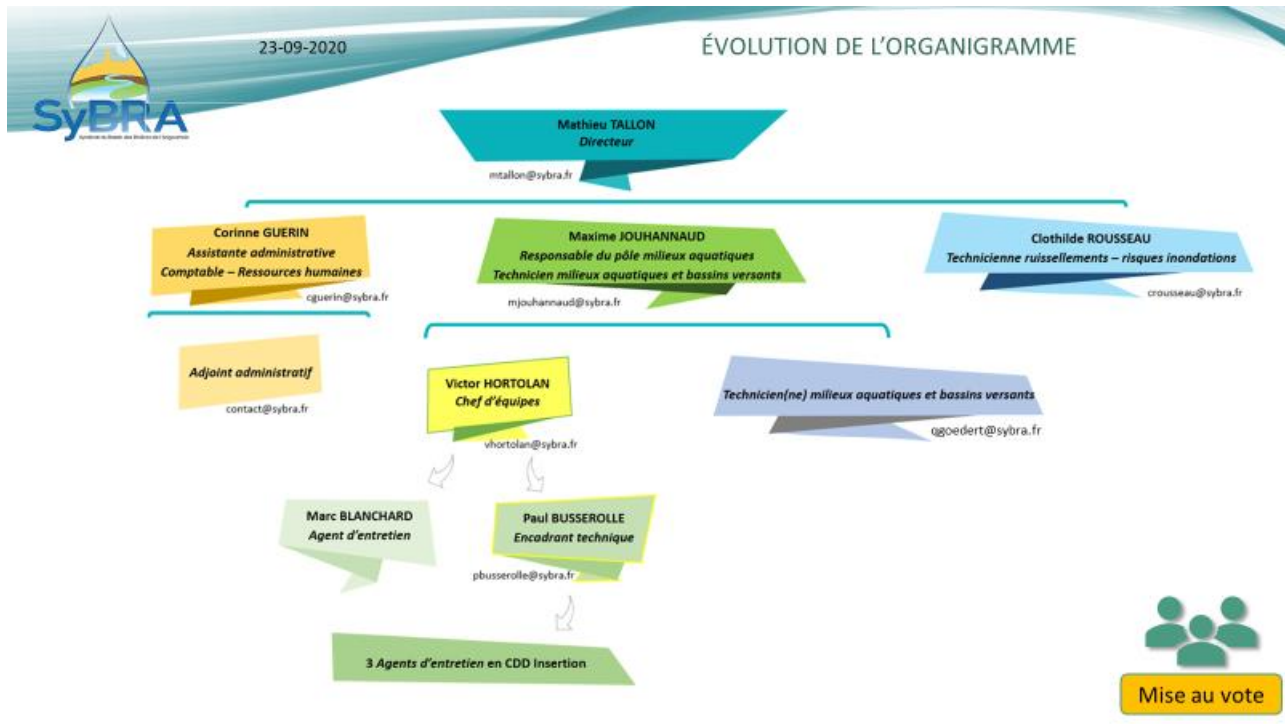 23-09-2020
ÉVOLUTION DE L'ORGANIGRAMME
SyBRA
Mathieu TALLON
Directeur
mtallon@sybra.fr
Corinne GUERIN
Assistante administrative
Comptable – Ressources humaines
cguerin@sybra.fr
Maxime JOUHANNAUD
Responsable du pôle milieux aquatiques
Technicien milieux aquatiques et bassins versants
mjouhannaud@sybra.fr
Clothilde ROUSSEAU
Technicienne ruissellements – risques inondations
crousseau@sybra.fr
Adjoint administratif
contact@sybra.fr
Victor HORTOLAN
Chef d'équipes
vhortolan@sybra.fr
Technicien(ne) milieux aquatiques et bassins versants
qgoedert@sybra.fr
Marc BLANCHARD
Agent d'entretien
Paul BUSSEROLLE
Encadrant technique
pbusserolle@sybra.fr
3 Agents d'entretien en CDD Insertion
Mise au vote